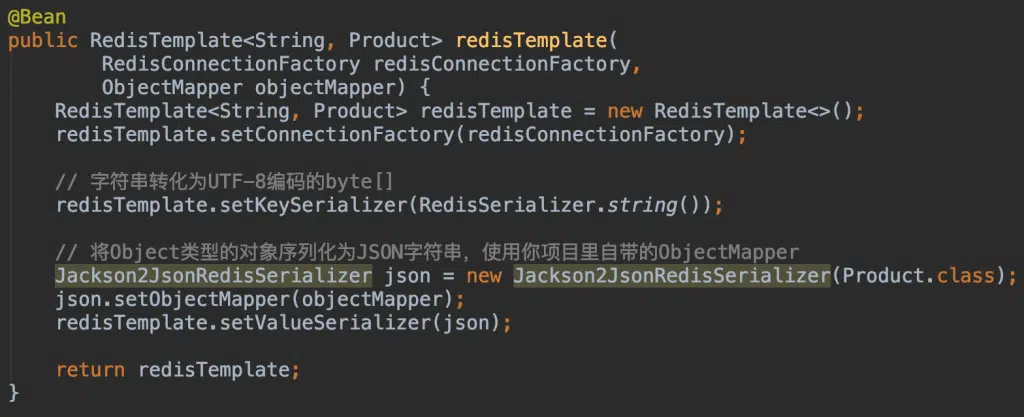 @Bean
public RedisTemplate<String, Product> redisTemplate(
        RedisConnectionFactory redisConnectionFactory,
        ObjectMapper objectMapper) {
    RedisTemplate<String, Product> redisTemplate = new RedisTemplate<>();
    redisTemplate.setConnectionFactory(redisConnectionFactory);

    // 字符串转化为UTF-8编码的byte[]
    redisTemplate.setKeySerializer(RedisSerializer.string());

    // 将Object类型的对象序列化为JSON字符串，使用你项目里自带的ObjectMapper
    Jackson2JsonRedisSerializer json = new Jackson2JsonRedisSerializer(Product.class);
    json.setObjectMapper(objectMapper);
    redisTemplate.setValueSerializer(json);

    return redisTemplate;
}